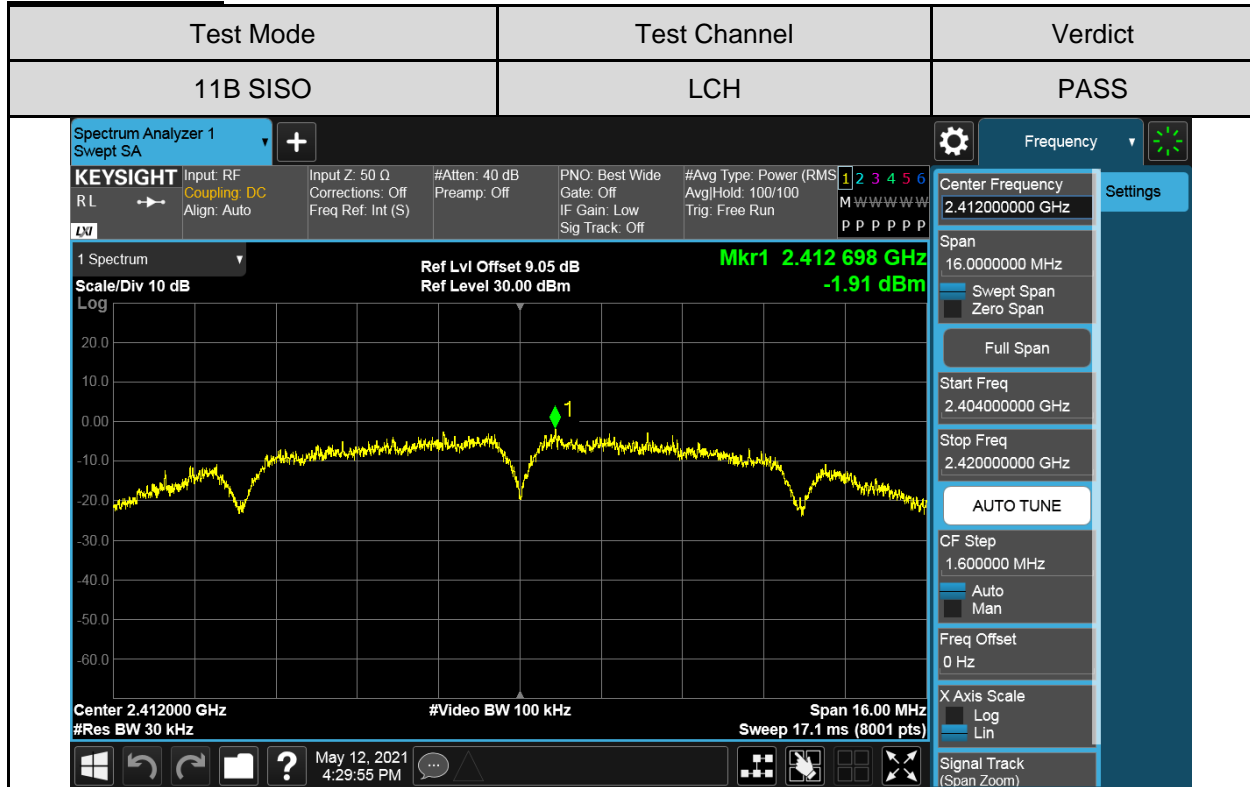 Test Mode Test Channel Verdict
11B SISO LCH PASS
Spectrum Analyzer 1
Swept SA
Frequency
KEYSIGHT
RL
LXI
Input: RF
Coupling: DC
Align: Auto
Input Z: 50 Ω
Corrections: Off
Freq Ref: Int (S)
#Atten: 40 dB
Preamp: Off
PNO: Best Wide
Gate: Off
IF Gain: Low
Sig Track: Off
#Avg Type: Power (RMS
Avg|Hold: 100/100
Trig: Free Run
1 2 3 4 5 6
M W W W W W
P P P P P P
1 Spectrum
Scale/Div 10 dB
Log
Ref Lvl Offset 9.05 dB
Ref Level 30.00 dBm
Mkr1 2.412 698 GHz
-1.91 dBm
20.0
10.0
0.00
-10.0
-20.0
-30.0
-40.0
-50.0
-60.0
1
Center 2.412000 GHz
#Res BW 30 kHz
#Video BW 100 kHz
Span 16.00 MHz
Sweep 17.1 ms (8001 pts)
Center Frequency
2.412000000 GHz
Settings
Span
16.0000000 MHz
Swept Span
Zero Span
Full Span
Start Freq
2.404000000 GHz
Stop Freq
2.420000000 GHz
AUTO TUNE
CF Step
1.600000 MHz
Auto
Man
Freq Offset
0 Hz
X Axis Scale
Log
Lin
Signal Track
(Span Zoom)
?
May 12, 2021
4:29:55 PM